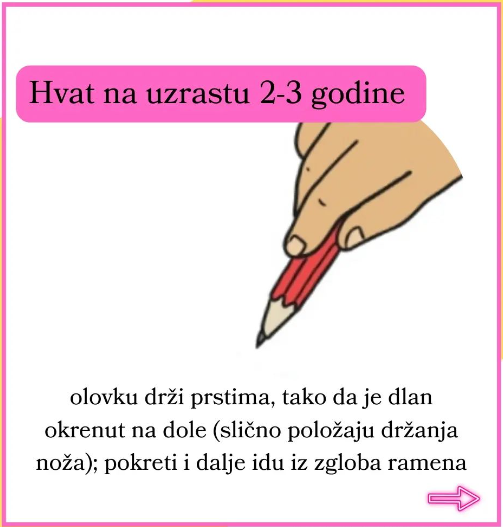 Hvat na uzrastu 2-3 godine
olovku drži prstima, tako da je dlan
okrenut na dole (slično položaju držanja
noža); pokreti i dalje idu iz zgloba ramena